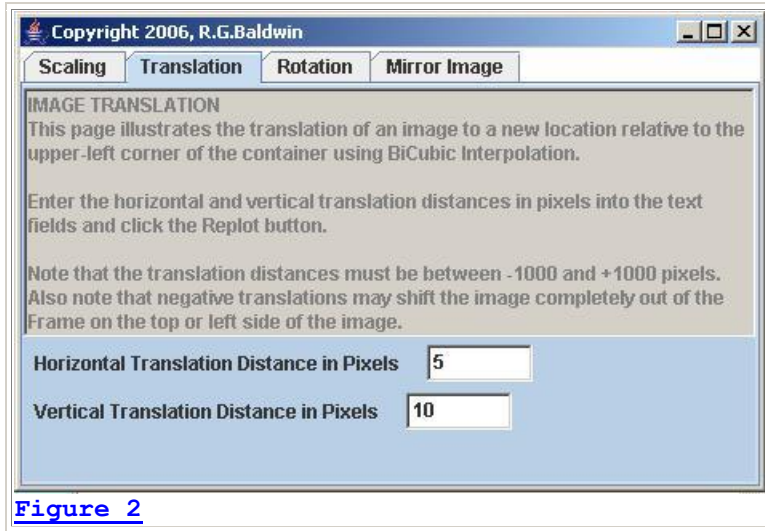 Copyright 2006, R.G.Baldwin
Scaling Translation Rotation Mirror Image
IMAGE TRANSLATION
This page illustrates the translation of an image to a new location relative to the
upper-left corner of the container using BiCubic Interpolation.
Enter the horizontal and vertical translation distances in pixels into the text
fields and click the Replot button.
Note that the translation distances must be between -1000 and +1000 pixels.
Also note that negative translations may shift the image completely out of the
Frame on the top or left side of the image.
Horizontal Translation Distance in Pixels 5
Vertical Translation Distance in Pixels 10
Figure 2